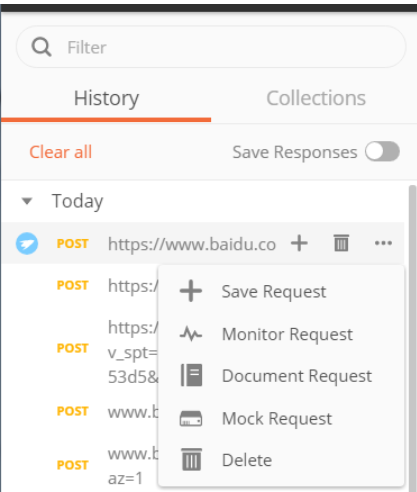 Filter
History
Collections
Clear all
Save Responses
Today
POST https://www.baidu.co
POST https:/
https:/
POST v_spt=
53d5&
POST www.b
www.b
POST
az=1
Save Request
Monitor Request
Document Request
Mock Request
Delete